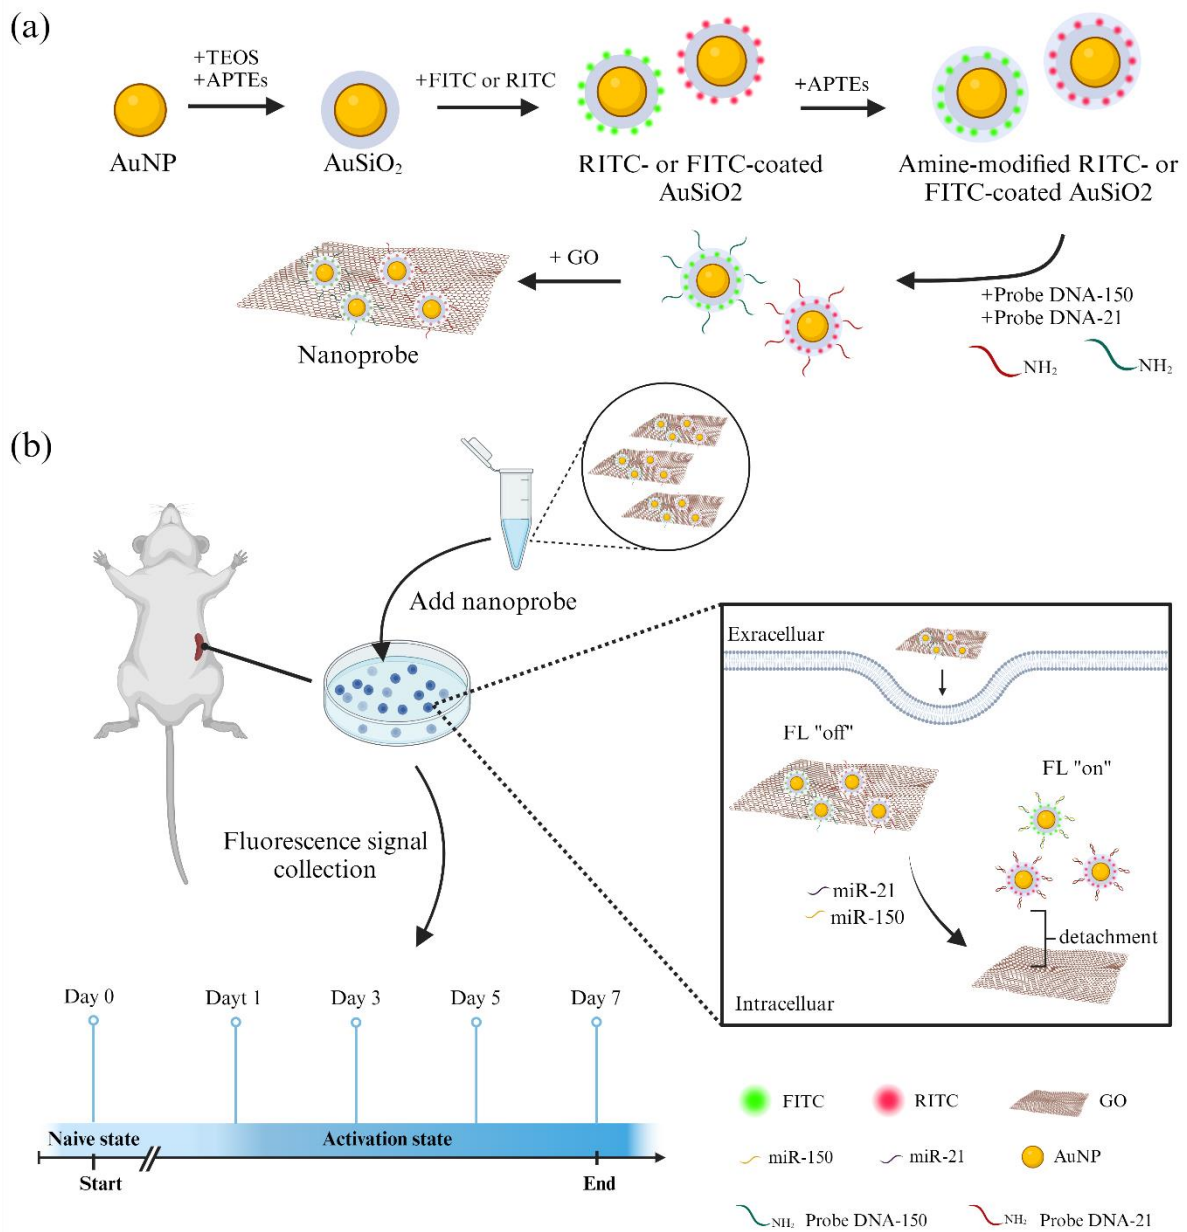 (a)
+TEOS
+APTEs
+FITC or RITC
+APTEs
AuNP
AuSiO₂
RITC- or FITC-coated
AuSiO2
Amine-modified RITC- or
FITC-coated AuSiO2
+ GO
+Probe DNA-150
+Probe DNA-21
NH₂
NH₂
Nanoprobe
(b)
Add nanoprobe
Exracelluar
FL "off"
FL "on"
miR-21
miR-150
detachment
Intracelluar
Fluorescence signal
collection
Day 0
Dayt 1
Day 3
Day 5
Day 7
Naive state
Activation state
Start
End
FITC
RITC
GO
miR-150
miR-21
AuNP
NH₂ Probe DNA-150
NH₂ Probe DNA-21